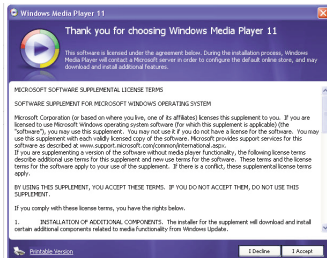 Windows Media Player 11
Thank you for choosing Windows Media Player 11
This software is licensed under the agreement below. During the installation process, Windows
Media Player will contact a Microsoft server in order to configure the default online store, and may
download and install additional features.
MICROSOFT SOFTWARE SUPPLEMENTAL LICENSE TERMS
SOFTWARE SUPPLEMENT FOR MICROSOFT WINDOWS OPERATING SYSTEM
Microsoft Corporation (or based on where you live, one of its affiliates) licenses this supplement to you. If you are
licensed to use Microsoft Windows operating system software (for which this supplement is applicable) (the
"software"), you may use this supplement. You may not use it if you do not have a license for the software. You may
use this supplement with each validly licensed copy of the software. Microsoft provides support services for this
software as described at www.support.microsoft.com/common/international.aspx.
If you are supplementing a version of the software without media player functionality, the following license terms
describe additional use terms for this supplement and new use terms for the software. These terms and the license
terms for the software apply to your use of the supplement. If there is a conflict, these supplemental license terms
apply.
BY USING THIS SUPPLEMENT, YOU ACCEPT THESE TERMS. IF YOU DO NOT ACCEPT THEM, DO NOT USE THIS
SUPPLEMENT.
If you comply with these license terms, you have the rights below.
1. INSTALLATION OF ADDITIONAL COMPONENTS. The installer for the supplement will download and install
certain additional components related to media functionality from Windows Update.
Printable Version
I Decline
I Accept